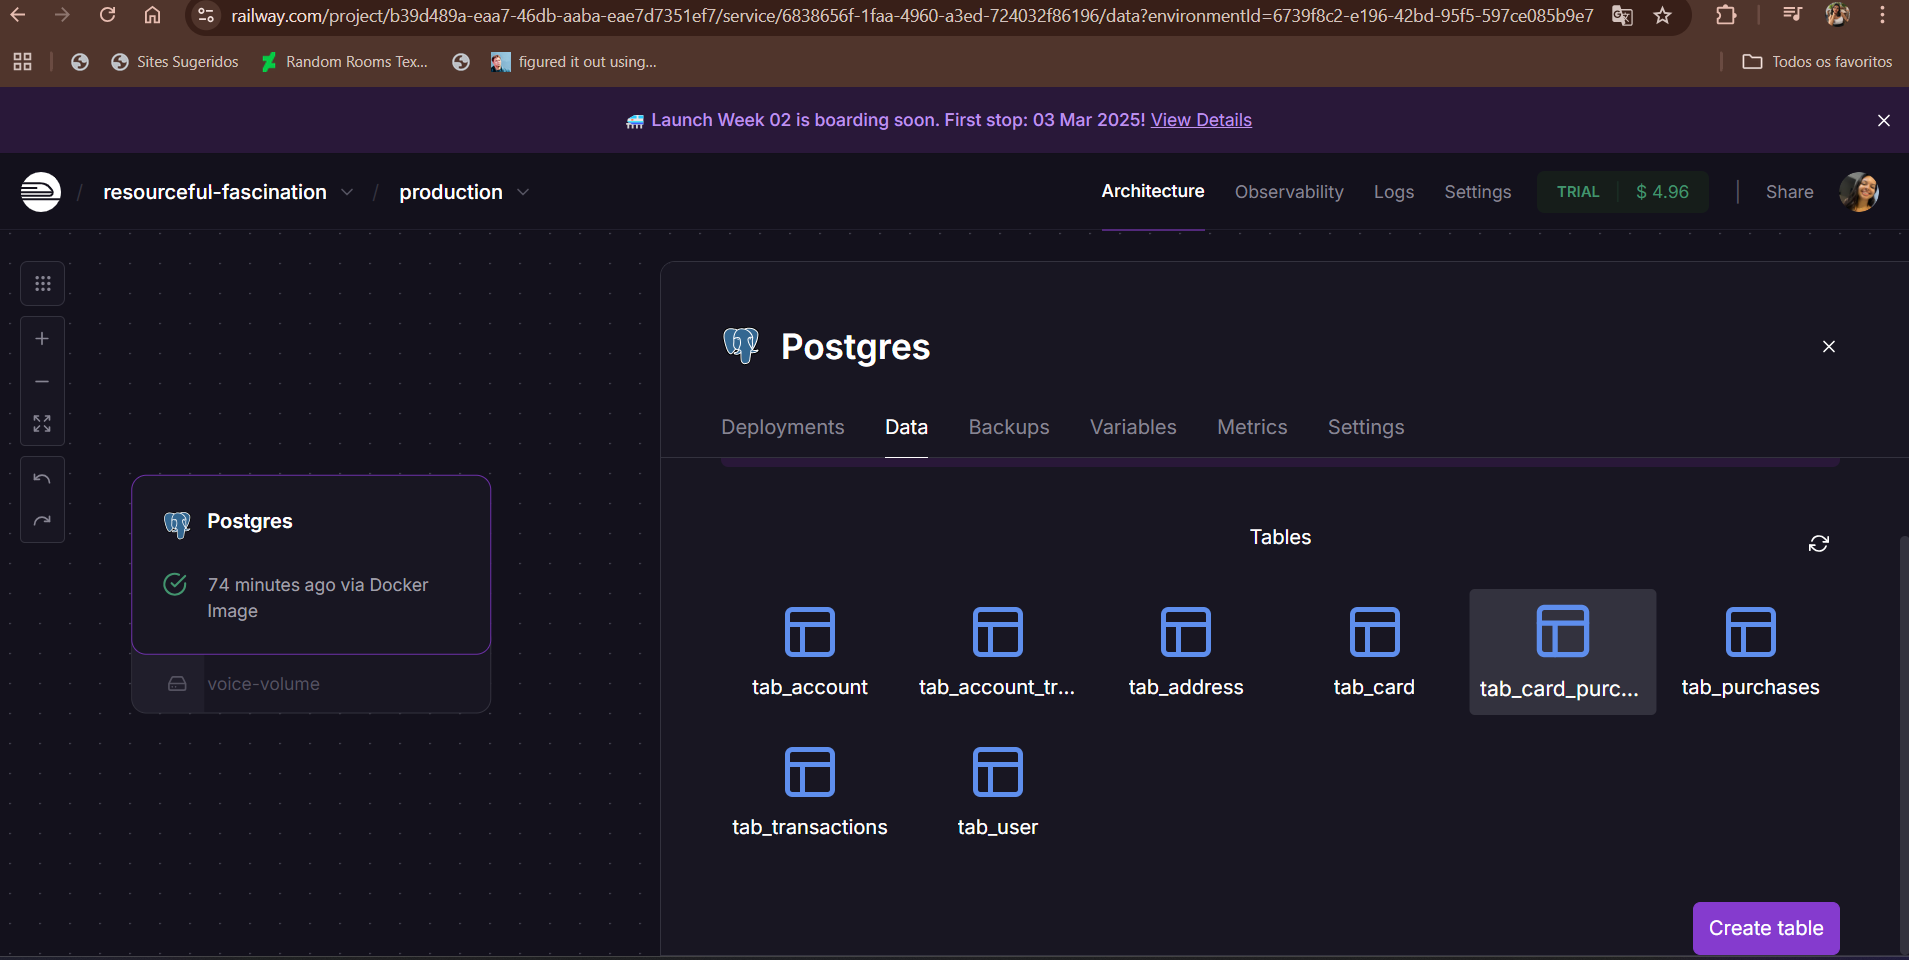 railway.com/project/b39d489a-eaa7-46db-aaba-eae7d7351ef7/service/6838656f-1faa-4960-a3ed-724032f86196/data?environmentId=6739f8c2-e196-42bd-95f5-597ce085b9e7
Sites Sugeridos
Random Rooms Tex...
figured it out using...
Todos os favoritos
Launch Week 02 is boarding soon. First stop: 03 Mar 2025! View Details
/ resourceful-fascination / production
Architecture Observability Logs Settings TRIAL $ 4.96 Share
Postgres
Deployments Data Backups Variables Metrics Settings
Postgres
74 minutes ago via Docker
Image
voice-volume
Tables
tab_account tab_account_tr... tab_address tab_card tab_card_purc... tab_purchases
tab_transactions tab_user
Create table